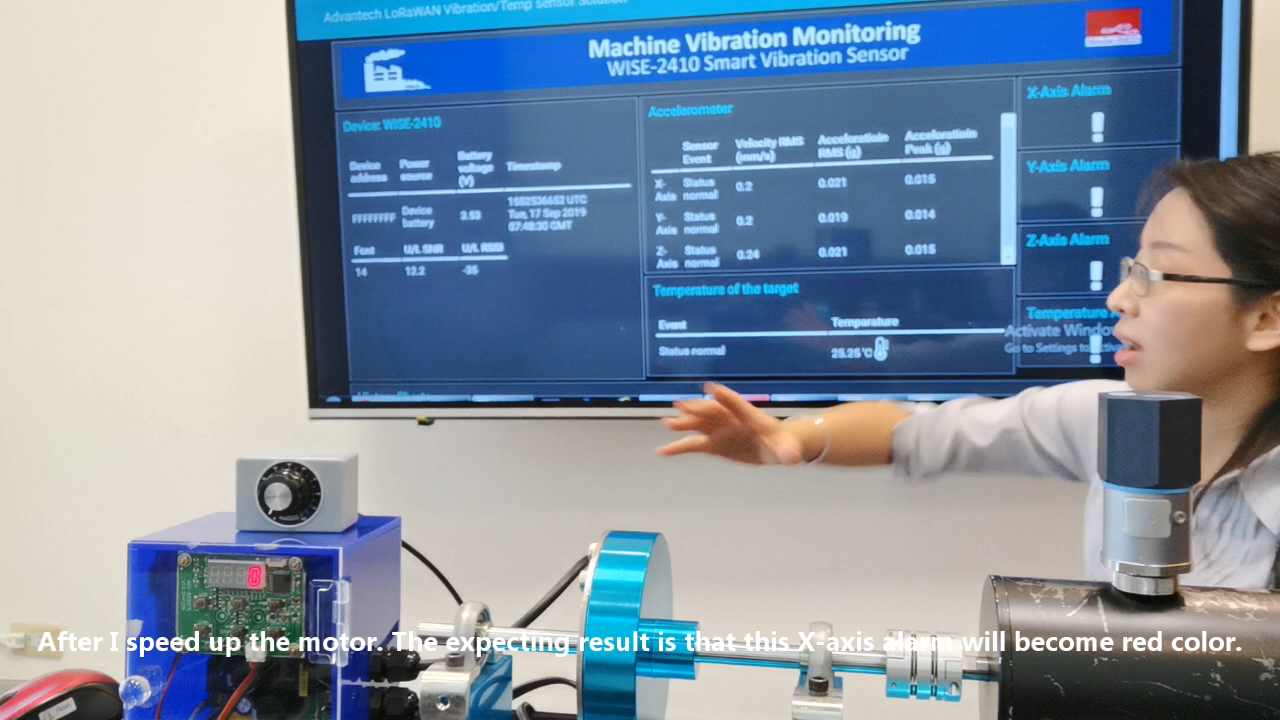 Advantech LoRaWAN Vibration/Temp sensor Solution
Machine Vibration Monitoring
WISE-2410 Smart Vibration Sensor
Device: WISE-2410
Device address Power source Battery voltage (V) Timestamp
FFFFFFFF Device battery 3.53 1552536652 UTC Tue, 17 Sep 2019 07:48:30 GMT
Fcnt U/L SNR U/L RSSI
14 12.2 -35
Accelerometer
Sensor Event Velocity RMS (mm/s) Acceleratioin RMS (g) Acceleratioin Peak (g)
X-Axis Status normal 0.2 0.021 0.015
Y-Axis Status normal 0.2 0.019 0.014
Z-Axis Status normal 0.24 0.021 0.015
Temperature of the target
Event Temparature
Status normal 25.25 °C
X-Axis Alarm
Y-Axis Alarm
Z-Axis Alarm
Temperature
Activate Windo
Go to Settings to activa
0
After I speed up the motor. The expecting result is that this X-axis alarm will become red color.